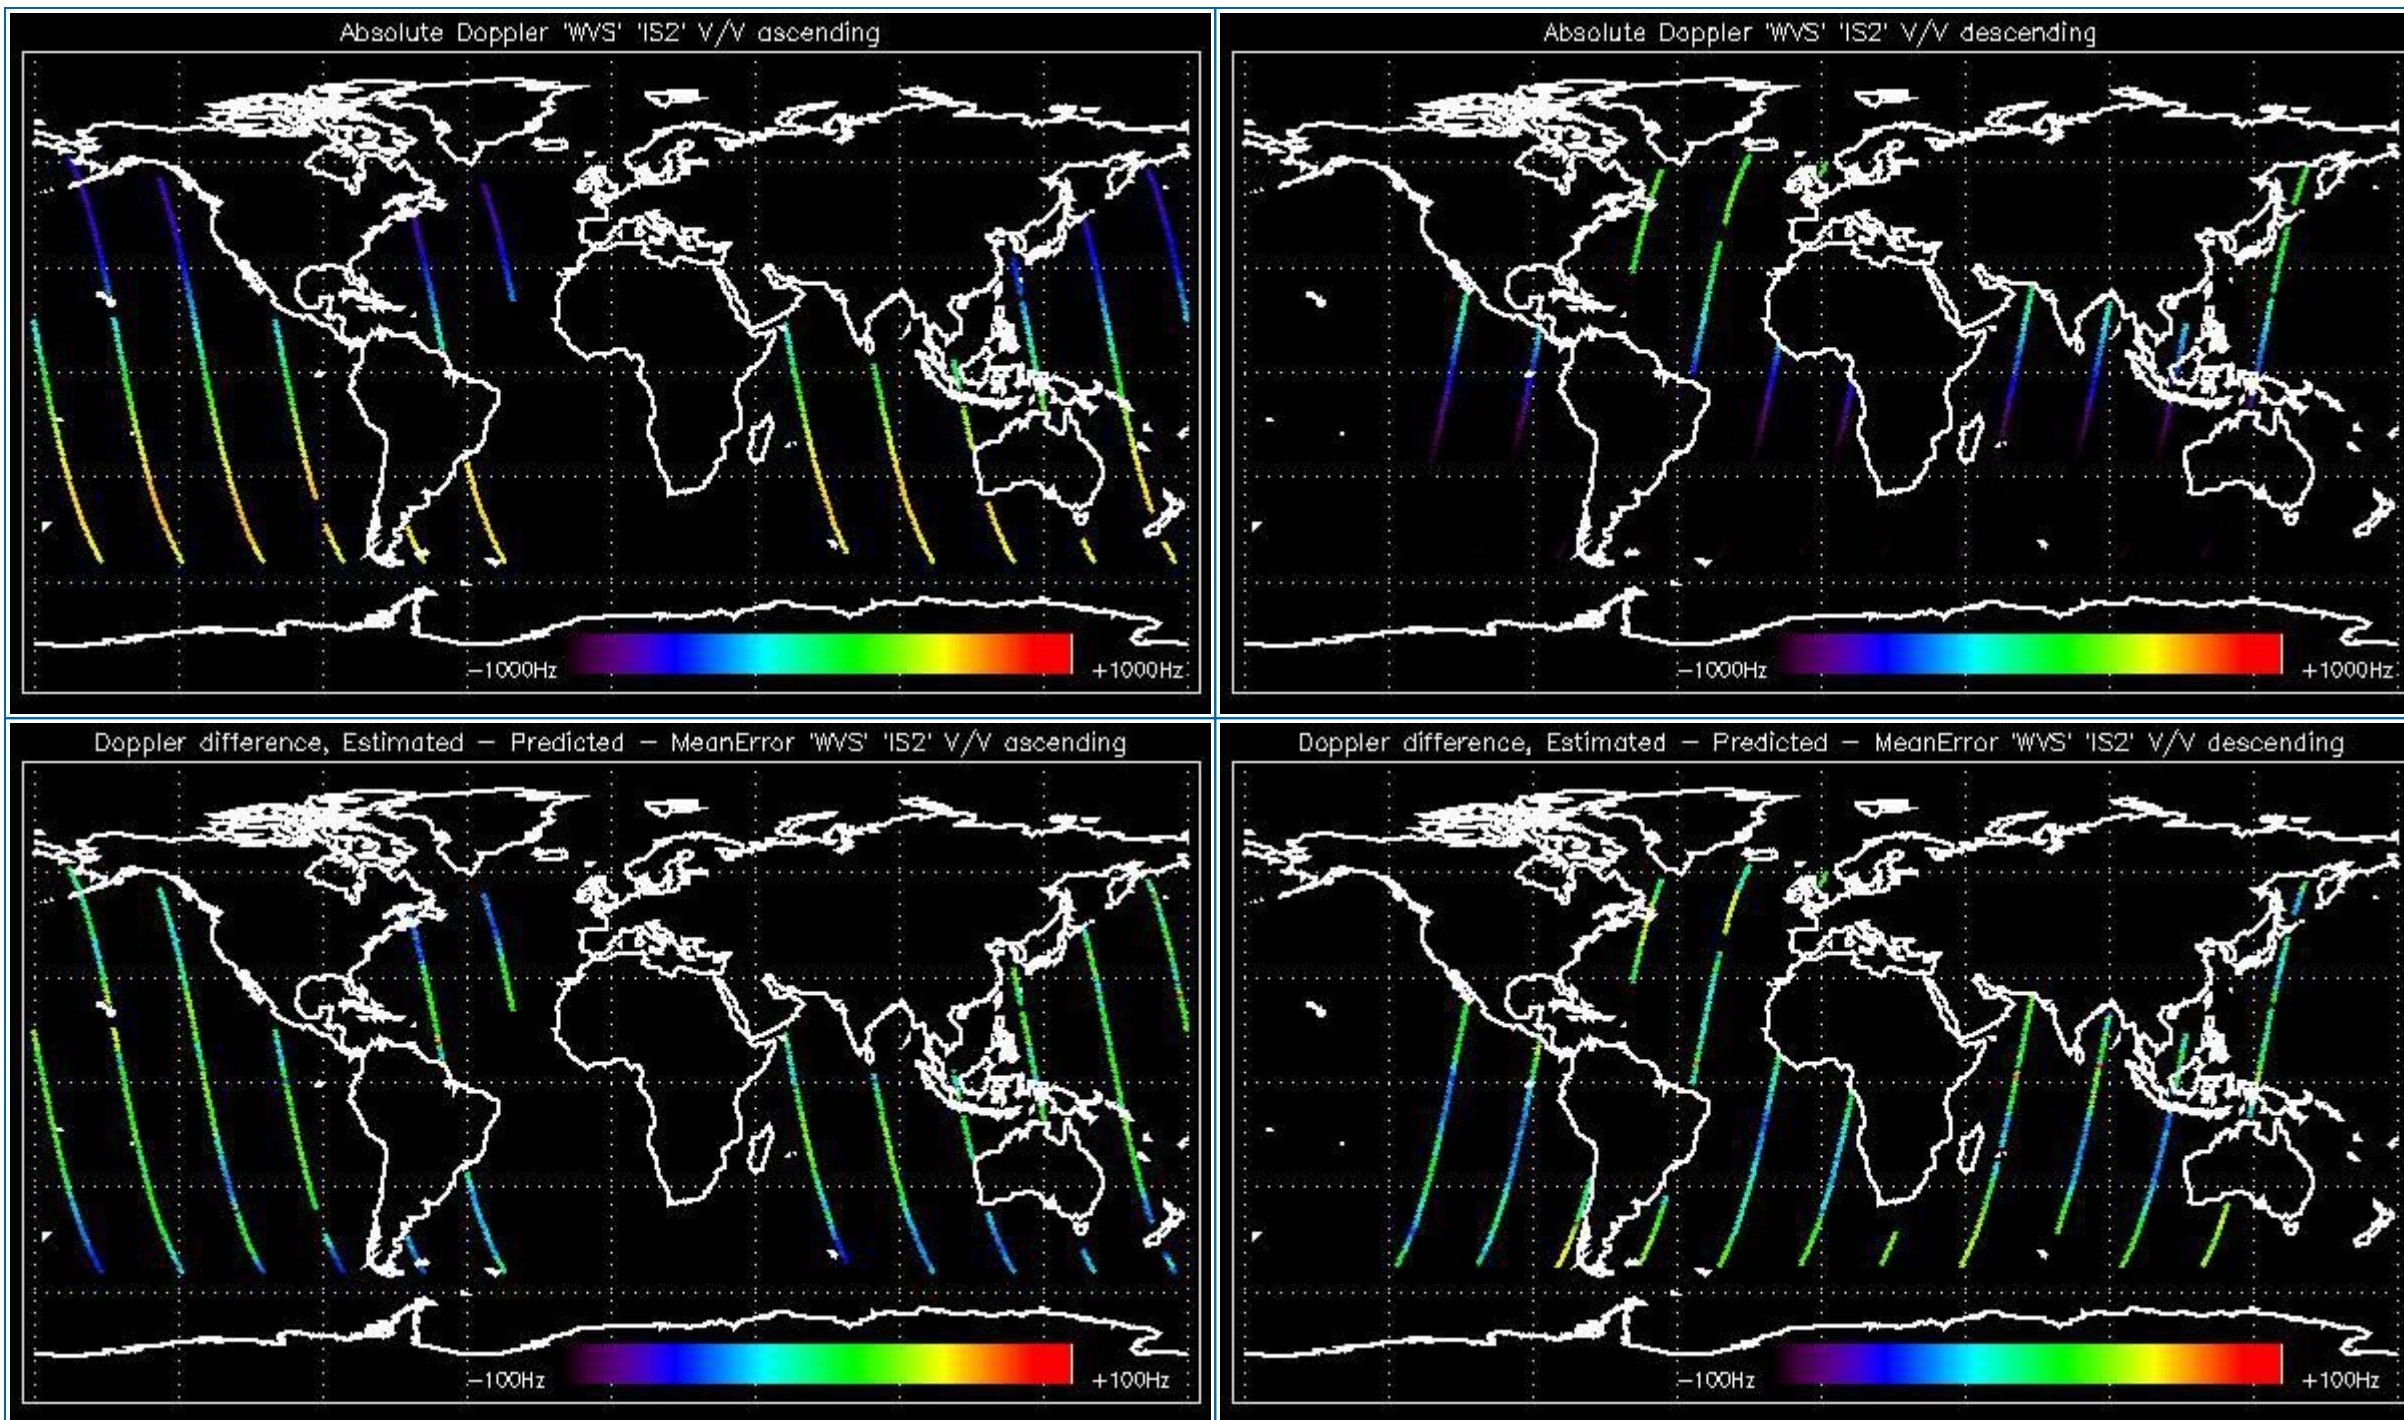 Absolute Doppler 'WVS' 'IS2' V/V ascending
-1000Hz
+1000Hz
Absolute Doppler 'WVS' 'IS2' V/V descending
-1000Hz
+1000Hz
Doppler difference, Estimated - Predicted - MeanError 'WVS' 'IS2' V/V ascending
-100Hz
+100Hz
Doppler difference, Estimated - Predicted - MeanError 'WVS' 'IS2' V/V descending
-100Hz
+100Hz